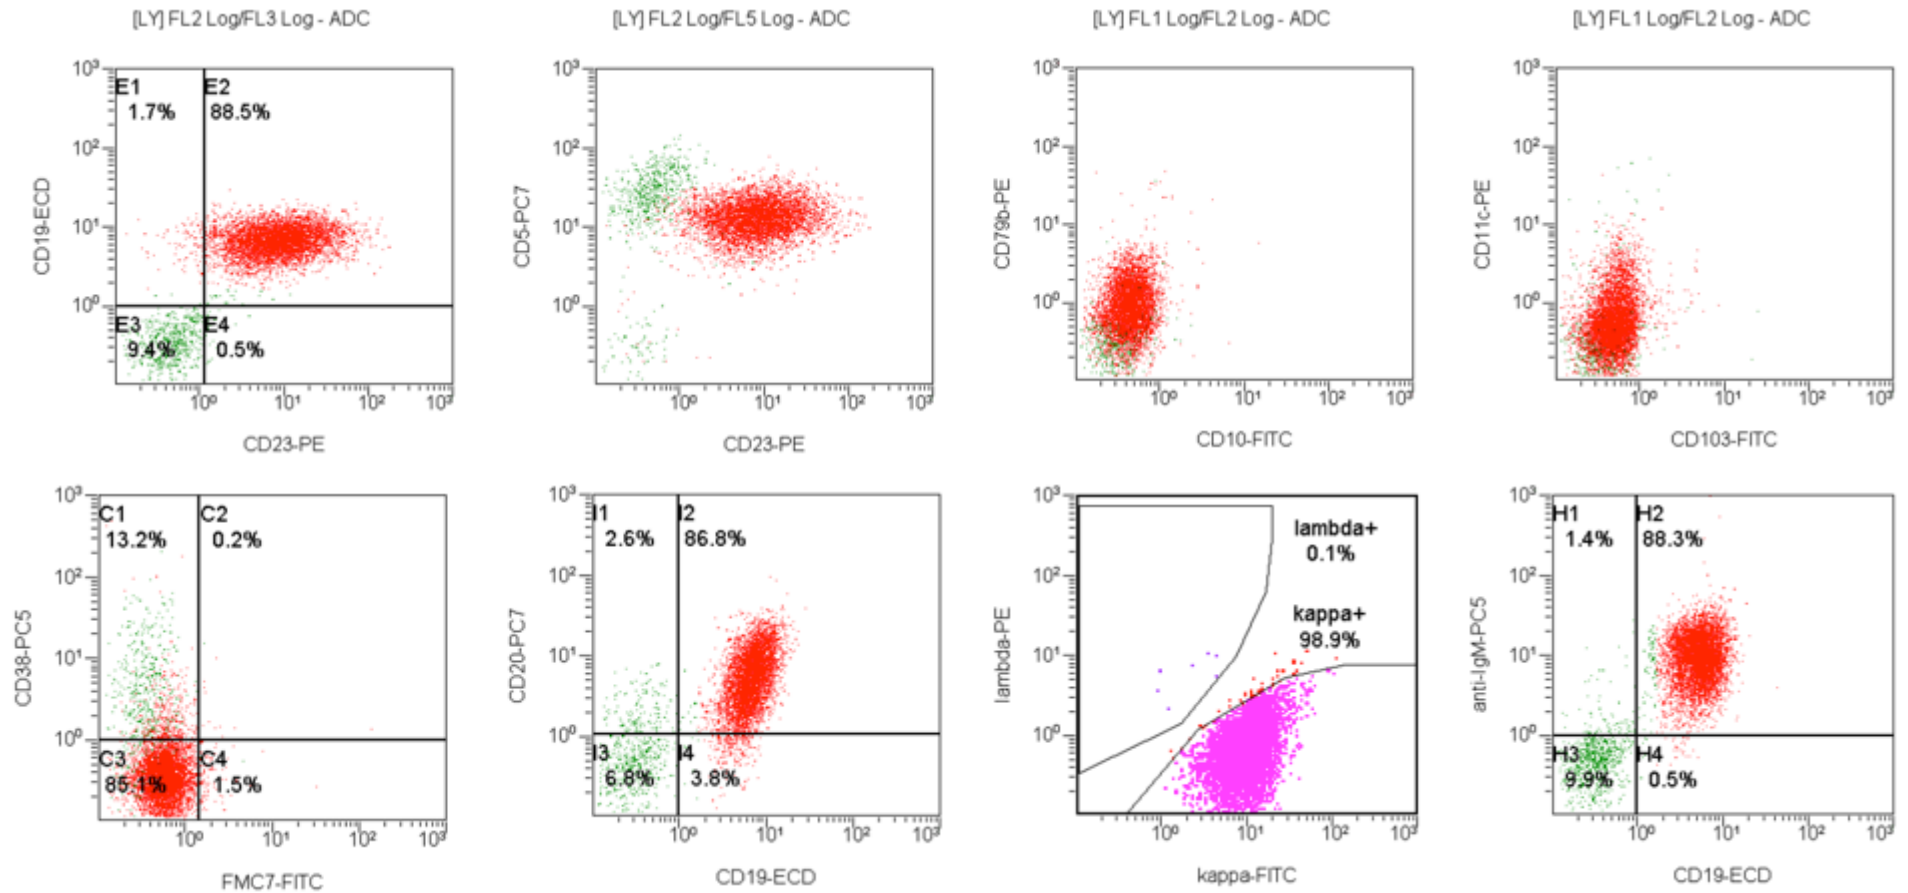 [LY] FL2 Log/FL3 Log - ADC
10³
10²
10¹
10⁰
E1
1.7%
E2
88.5%
E3
9.4%
E4
0.5%
CD19-ECD
10⁰ 10¹ 10² 10³
CD23-PE
[LY] FL2 Log/FL5 Log - ADC
10³
10²
10¹
10⁰
CD5-PC7
10⁰ 10¹ 10² 10³
CD23-PE
[LY] FL1 Log/FL2 Log - ADC
10³
10²
10¹
10⁰
CD79b-PE
10⁰ 10¹ 10² 10³
CD10-FITC
[LY] FL1 Log/FL2 Log - ADC
10³
10²
10¹
10⁰
CD11c-PE
10⁰ 10¹ 10² 10³
CD103-FITC
10³
10²
10¹
10⁰
C1
13.2%
C2
0.2%
C3
85.1%
C4
1.5%
CD38-PC5
10⁰ 10¹ 10² 10³
FMC7-FITC
10³
10²
10¹
10⁰
I1
2.6%
I2
86.8%
I3
6.8%
I4
3.8%
CD20-PC7
10⁰ 10¹ 10² 10³
CD19-ECD
10³
10²
10¹
10⁰
lambda+
0.1%
kappa+
98.9%
lambda-PE
10⁰ 10¹ 10² 10³
kappa-FITC
10³
10²
10¹
10⁰
H1
1.4%
H2
88.3%
H3
9.9%
H4
0.5%
anti-IgM-PC5
10⁰ 10¹ 10² 10³
CD19-ECD